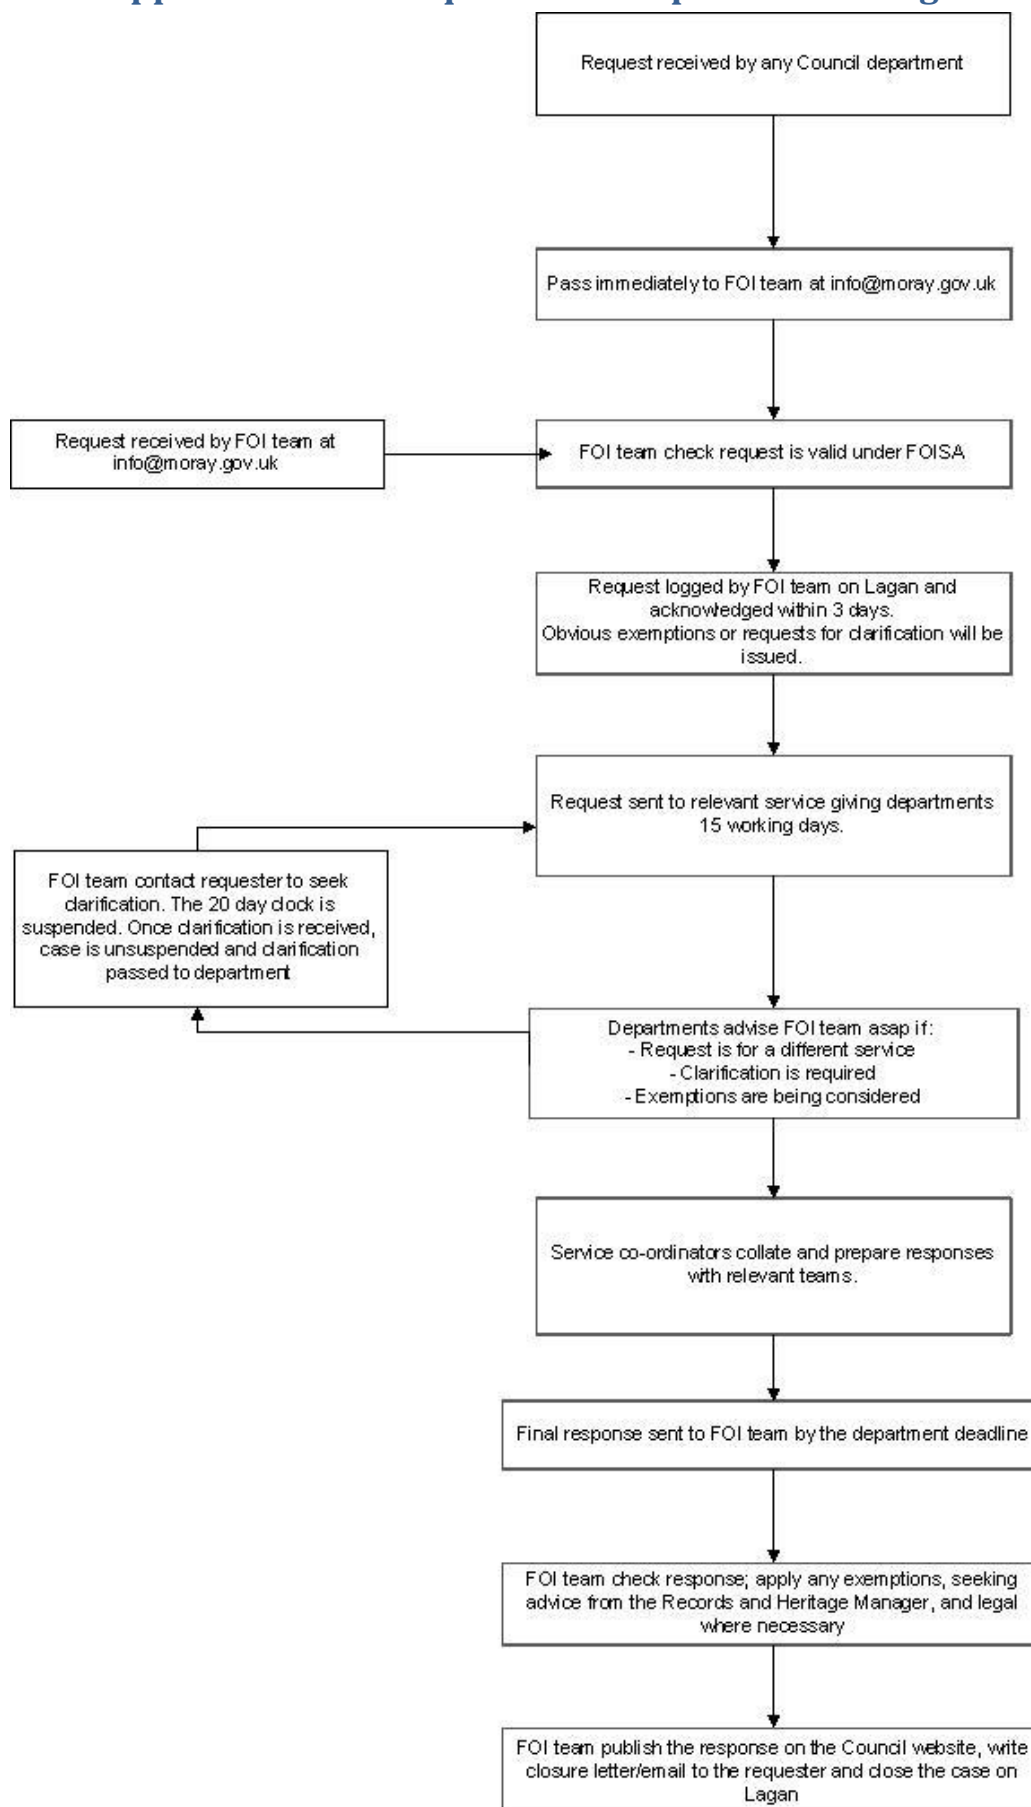 Request received by any Council department
Pass immediately to FOI team at info@moray.gov.uk
Request received by FOI team at
info@moray.gov.uk
FOI team check request is valid under FOISA
Request logged by FOI team on Lagan and
acknowledged within 3 days.
Obvious exemptions or requests for clarification will be
issued.
Request sent to relevant service giving departments
15 working days.
FOI team contact requester to seek
clarification. The 20 day clock is
suspended. Once clarification is received,
case is unsuspended and clarification
passed to department
Departments advise FOI team asap if:
- Request is for a different service
- Clarification is required
- Exemptions are being considered
Service co-ordinators collate and prepare responses
with relevant teams.
Final response sent to FOI team by the department deadline
FOI team check response; apply any exemptions, seeking
advice from the Records and Heritage Manager, and legal
where necessary
FOI team publish the response on the Council website, write
closure letter/email to the requester and close the case on
Lagan